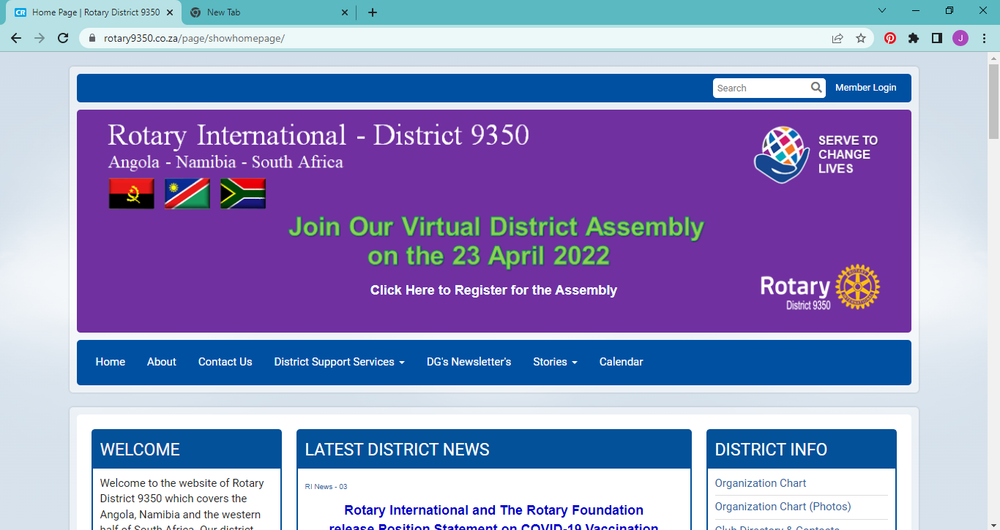 Home Page | Rotary District 9350
New Tab
rotary9350.co.za/page/showhomepage/
J
Search
Member Login
Rotary International - District 9350
Angola - Namibia - South Africa
SERVE TO
CHANGE
LIVES
Join Our Virtual District Assembly
on the 23 April 2022
Click Here to Register for the Assembly
Rotary
District 9350
ROTARY
INTERNATIONAL
Home About Contact Us District Support Services DG's Newsletter's Stories Calendar
WELCOME
Welcome to the website of Rotary
District 9350 which covers the
Angola, Namibia and the western
half of South Africa. Our district
LATEST DISTRICT NEWS
RI News - 03
Rotary International and The Rotary Foundation
release Position Statement on COVID-19 Vaccination
DISTRICT INFO
Organization Chart
Organization Chart (Photos)
Club Directory & Contacts